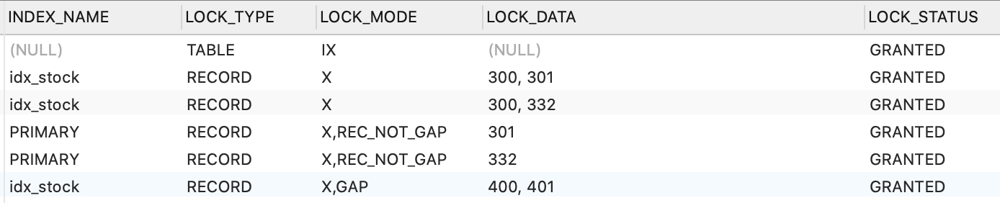 INDEX_NAME LOCK_TYPE LOCK_MODE LOCK_DATA LOCK_STATUS
(NULL) TABLE IX (NULL) GRANTED
idx_stock RECORD X 300, 301 GRANTED
idx_stock RECORD X 300, 332 GRANTED
PRIMARY RECORD X,REC_NOT_GAP 301 GRANTED
PRIMARY RECORD X,REC_NOT_GAP 332 GRANTED
idx_stock RECORD X,GAP 400, 401 GRANTED